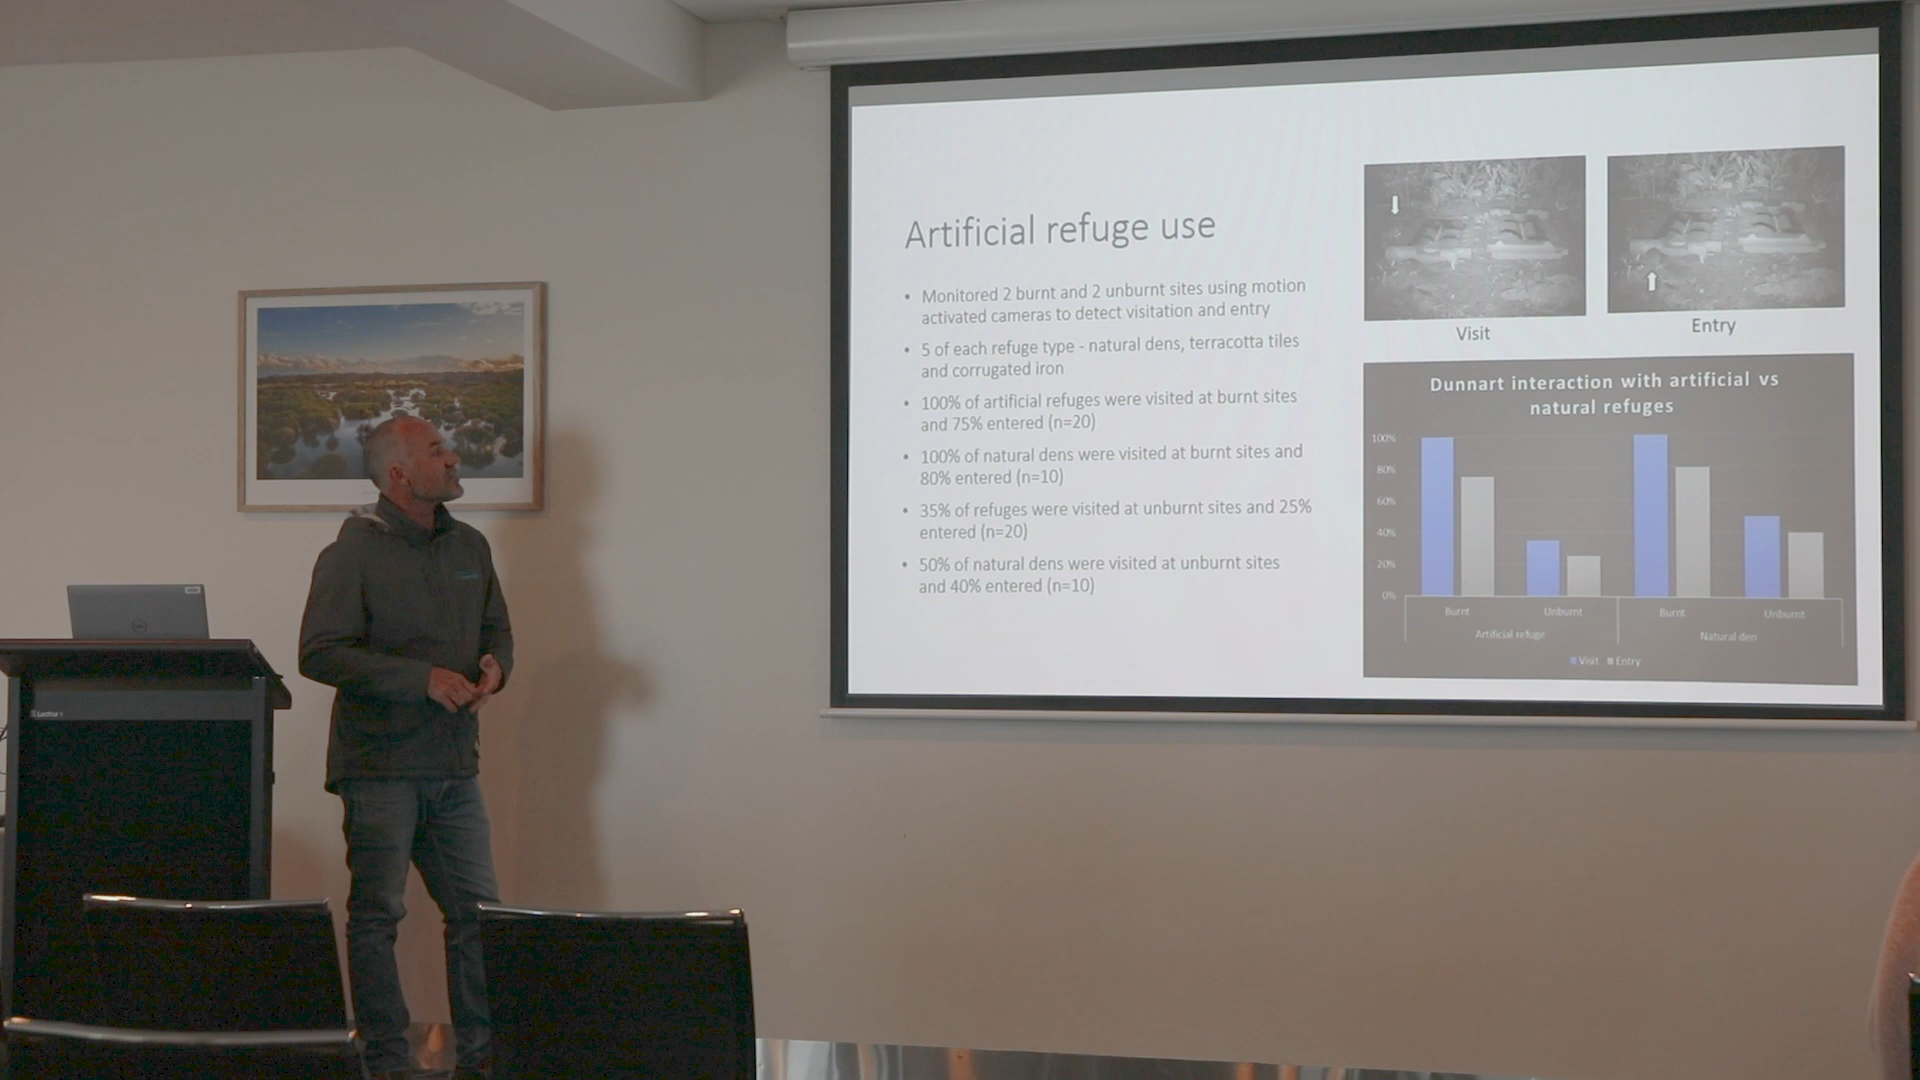 Artificial refuge use
• Monitored 2 burnt and 2 unburnt sites using motion
activated cameras to detect visitation and entry
• 5 of each refuge type - natural dens, terracotta tiles
and corrugated iron
• 100% of artificial refuges were visited at burnt sites
and 75% entered (n=20)
• 100% of natural dens were visited at burnt sites and
80% entered (n=10)
• 35% of refuges were visited at unburnt sites and 25%
entered (n=20)
• 50% of natural dens were visited at unburnt sites
and 40% entered (n=10)
Visit
Entry
Dunnart interaction with artificial vs
natural refuges
100%
80%
60%
40%
20%
0%
Burnt
Unburnt
Burnt
Unburnt
Artificial refuge
Natural den
Visit
Entry
DELL